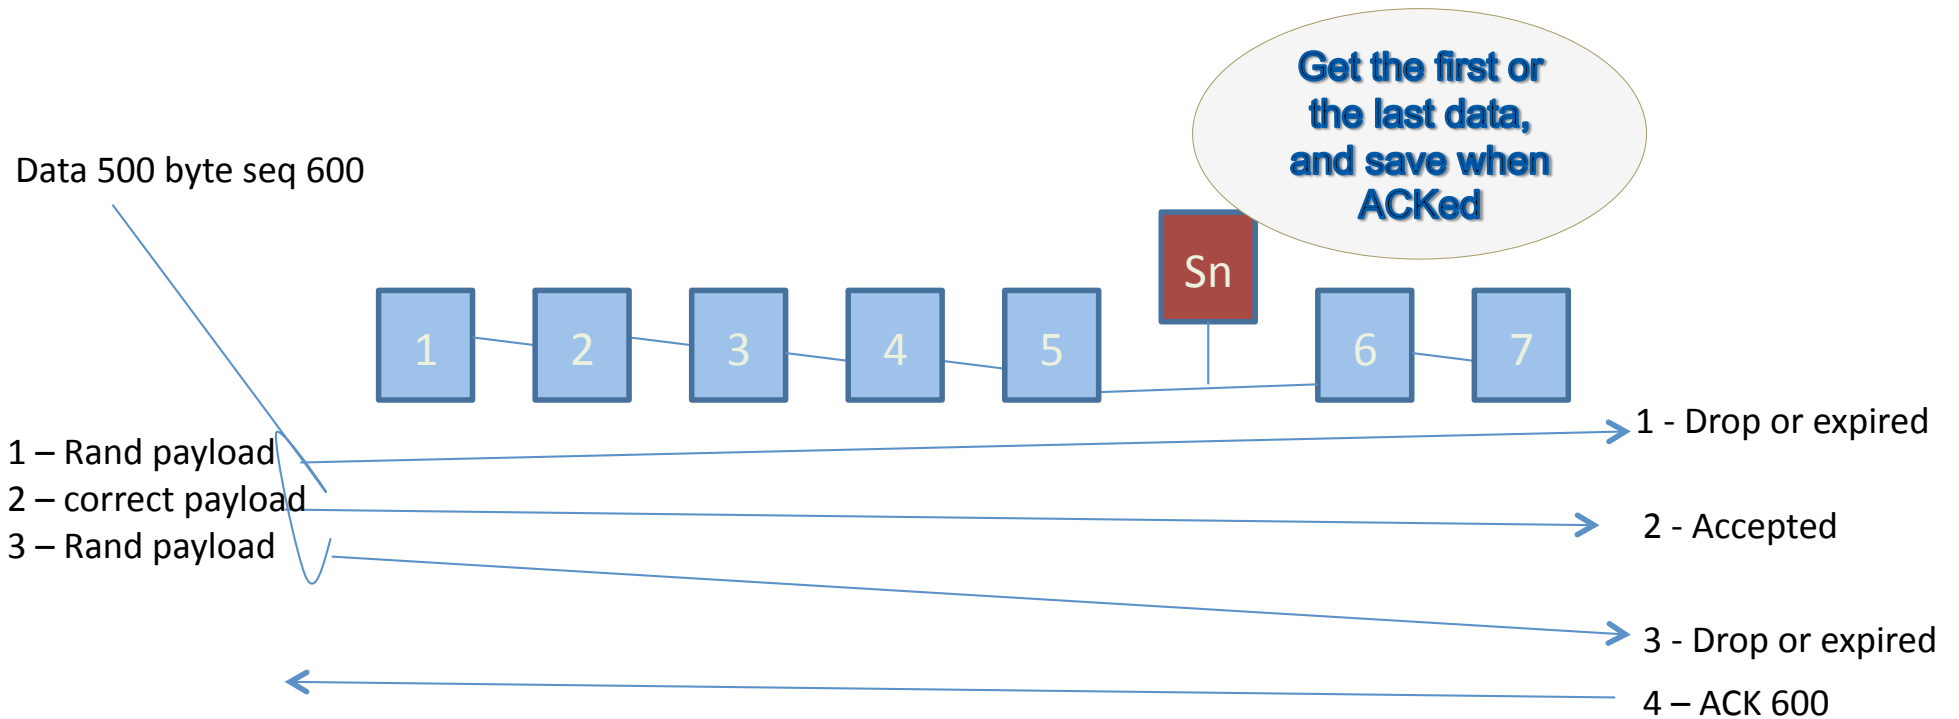 Get the first or
the last data,
and save when
ACKed
Data 500 byte seq 600
Sn
1 2 3 4 5 6 7
1 – Rand payload
2 – correct payload
3 – Rand payload
1 - Drop or expired
2 - Accepted
3 - Drop or expired
4 – ACK 600